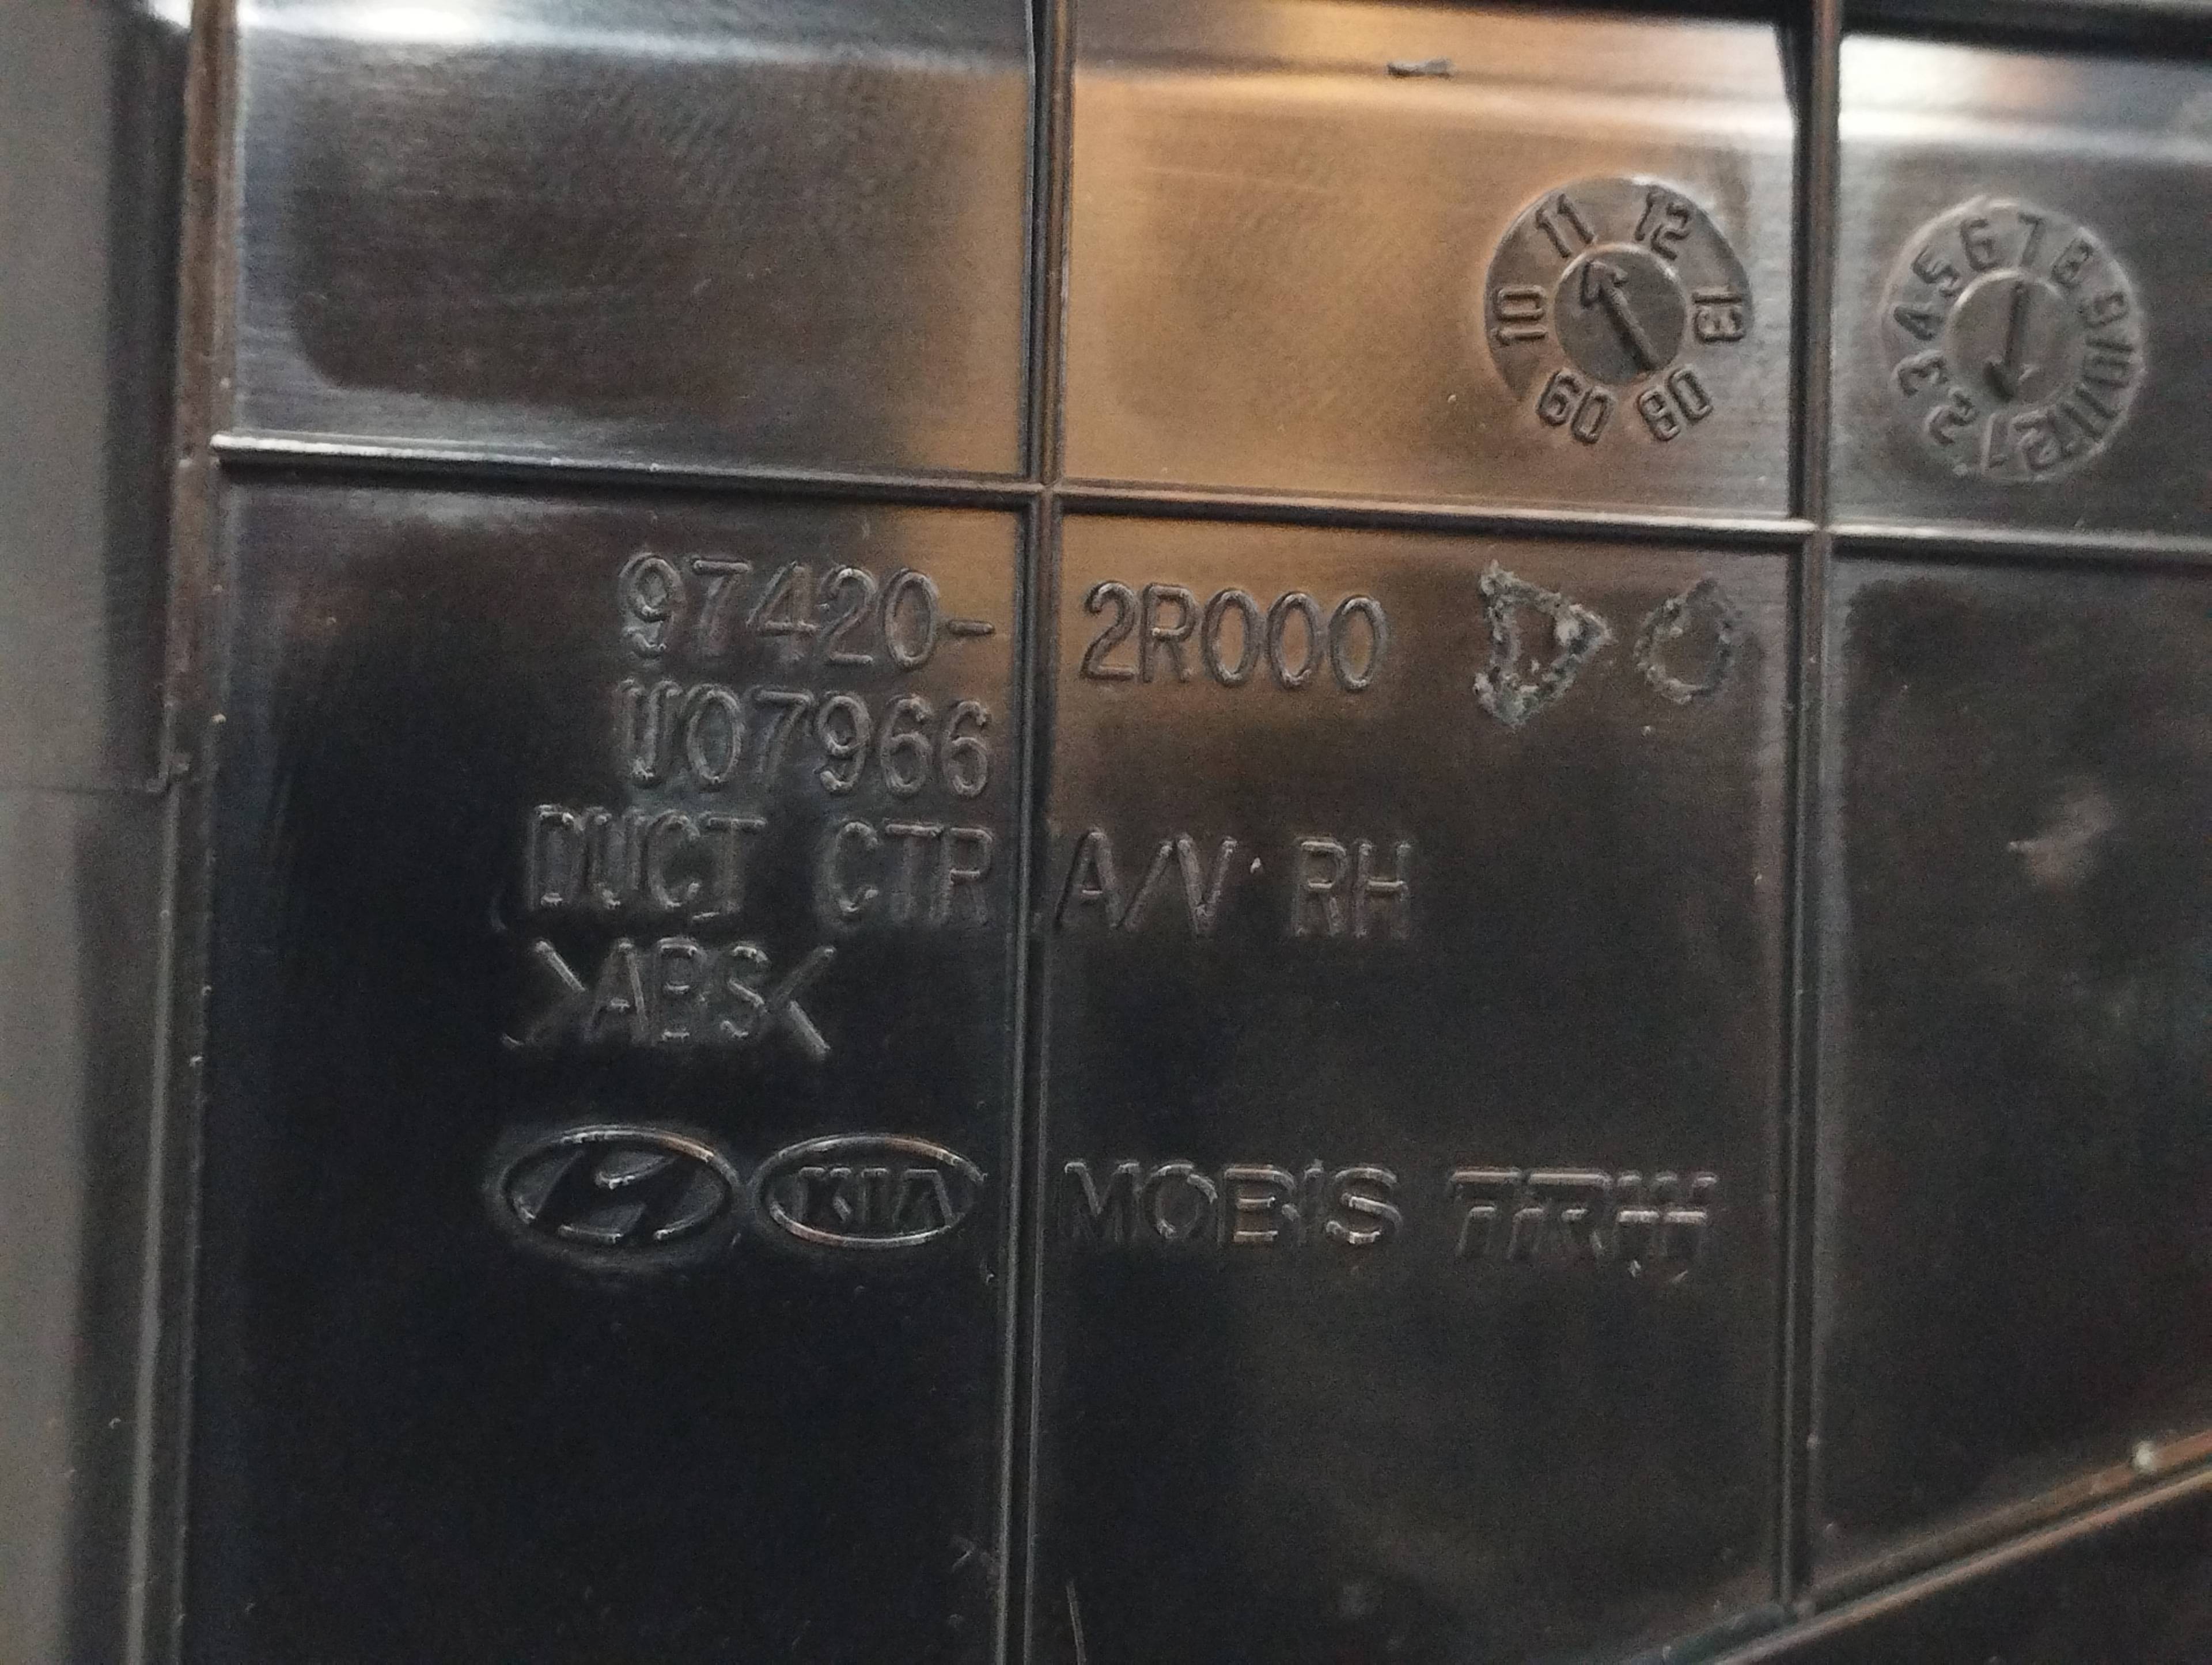 10 11 12 13 08 09
1 2 3 4 5 6 7 8 9 10 11 12
97420- 2R000
U07966
DUCT CTR A/V RH
>ABS<
KIA MOBIS TRW